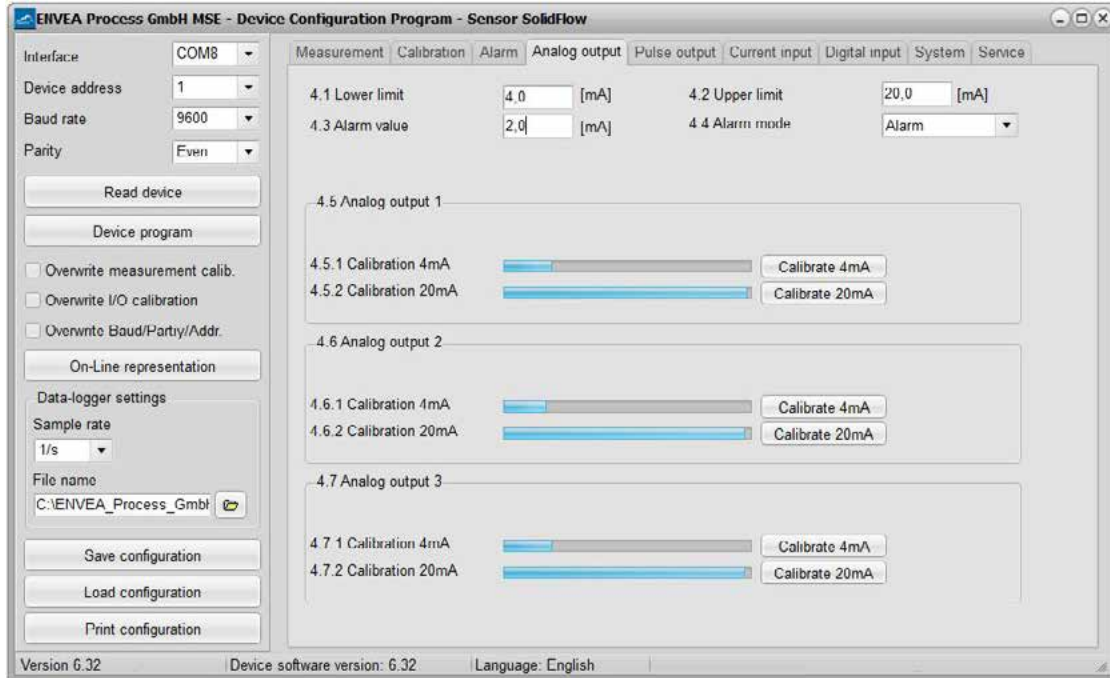 ENVEA Process GmbH MSE - Device Configuration Program - Sensor SolidFlow
Interface COM8
Device address 1
Baud rate 9600
Parity Even
Read device
Device program
Overwrite measurement calib.
Overwrite I/O calibration
Overwrite Baud/Partiy/Addr.
On-Line representation
Data-logger settings
Sample rate
1/s
File name
C:\ENVEA_Process_Gmbl
Save configuration
Load configuration
Print configuration
Measurement Calibration Alarm Analog output Pulse output Current input Digital input System Service
4.1 Lower limit 4,0 [mA] 4.2 Upper limit 20,0 [mA]
4.3 Alarm value 2,0 [mA] 4.4 Alarm mode Alarm
4.5 Analog output 1
4.5.1 Calibration 4mA Calibrate 4mA
4.5.2 Calibration 20mA Calibrate 20mA
4.6 Analog output 2
4.6.1 Calibration 4mA Calibrate 4mA
4.6.2 Calibration 20mA Calibrate 20mA
4.7 Analog output 3
4.7.1 Calibration 4mA Calibrate 4mA
4.7.2 Calibration 20mA Calibrate 20mA
Version 6.32 Device software version: 6.32 Language: English